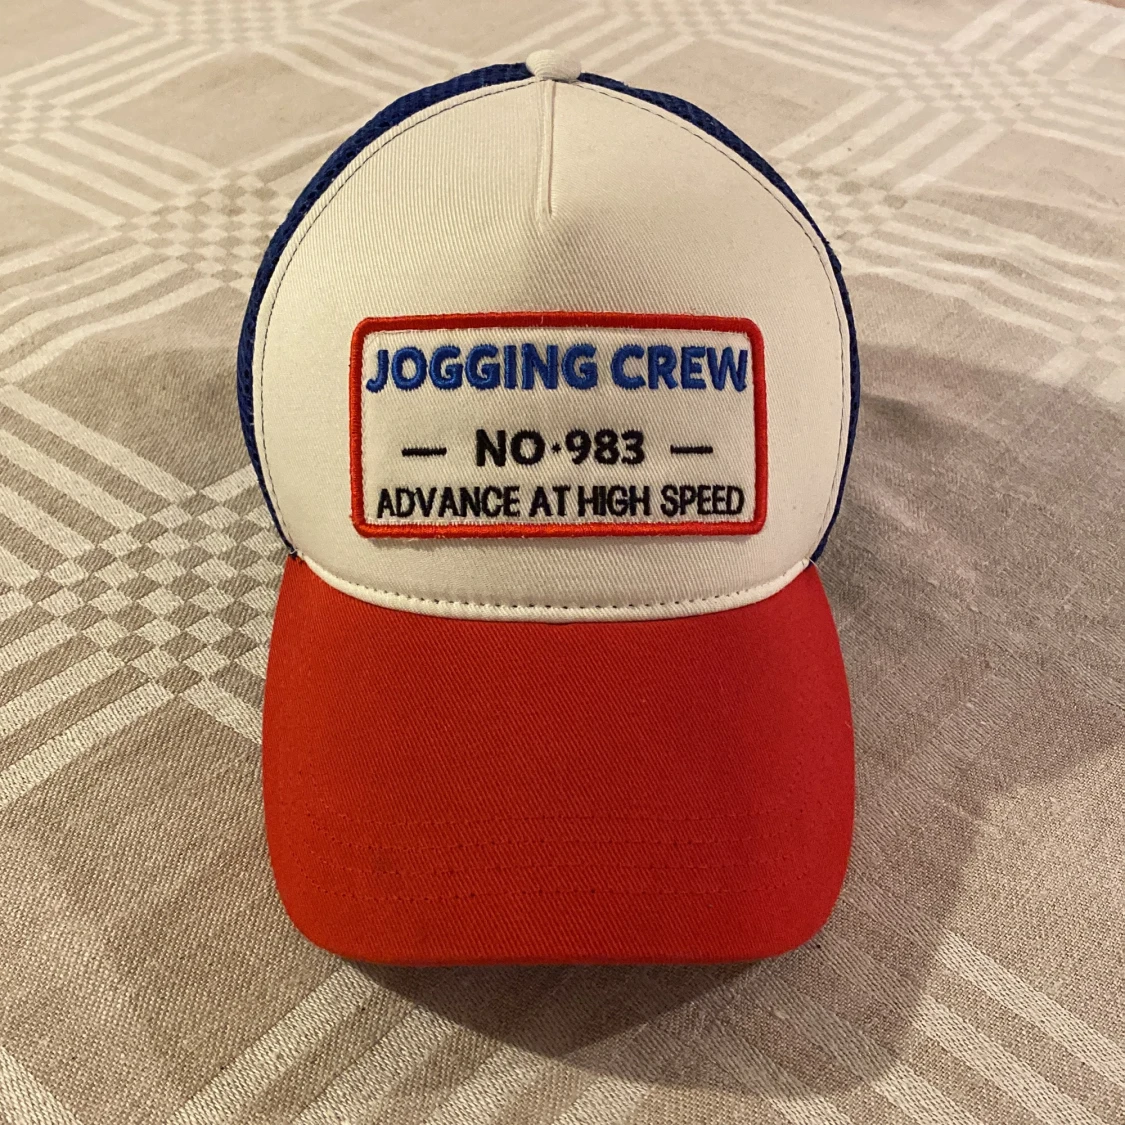 JOGGING CREW
— NO·983 —
ADVANCE AT HIGH SPEED